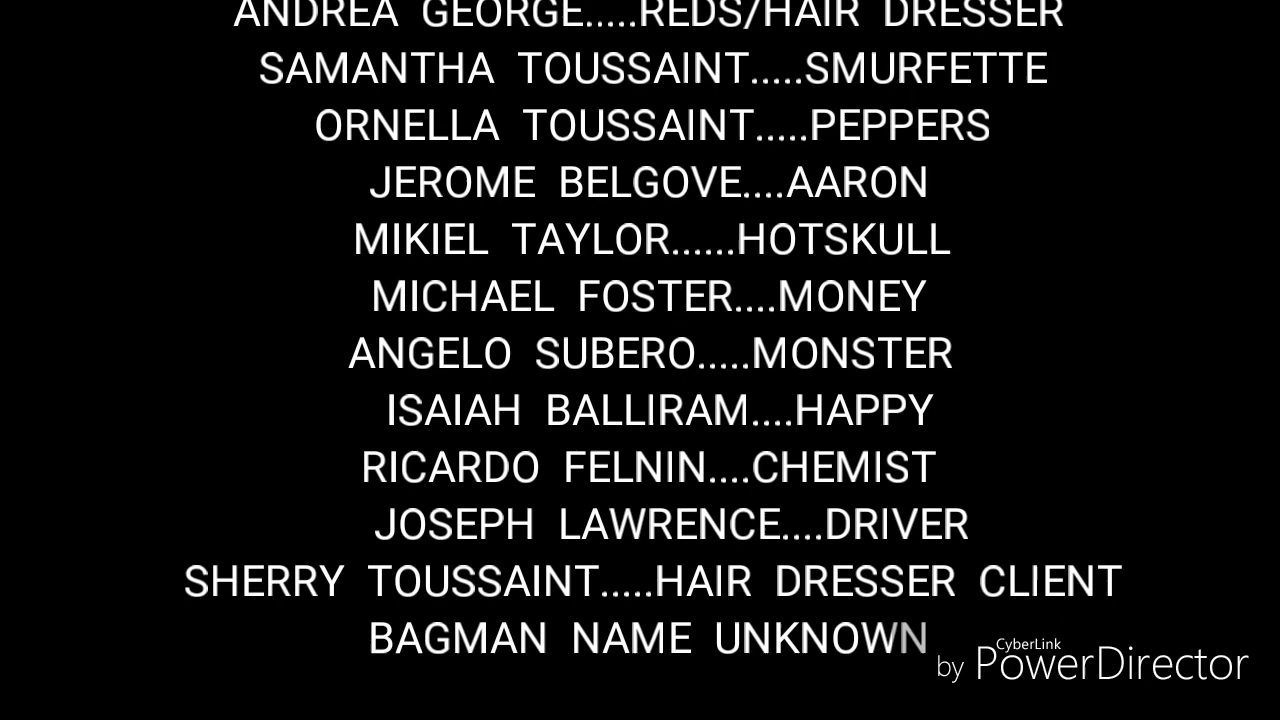 ANDREA GEORGE.....REDS/HAIR DRESSER
SAMANTHA TOUSSAINT.....SMURFETTE
ORNELLA TOUSSAINT.....PEPPERS
JEROME BELGOVE....AARON
MIKIEL TAYLOR......HOTSKULL
MICHAEL FOSTER....MONEY
ANGELO SUBERO.....MONSTER
ISAIAH BALLIRAM....HAPPY
RICARDO FELNIN....CHEMIST
JOSEPH LAWRENCE....DRIVER
SHERRY TOUSSAINT.....HAIR DRESSER CLIENT
BAGMAN NAME UNKNOWN
CyberLink
by PowerDirector